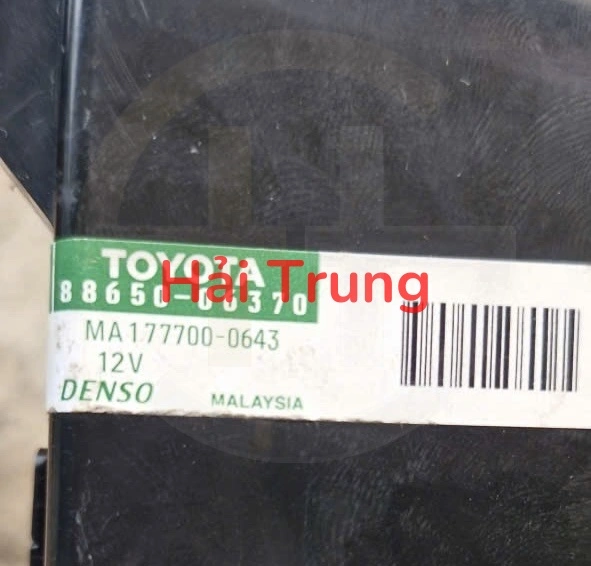 TOYOTA
Hải Trung
MA177700-0643
12V
DENSO
MALAYSIA